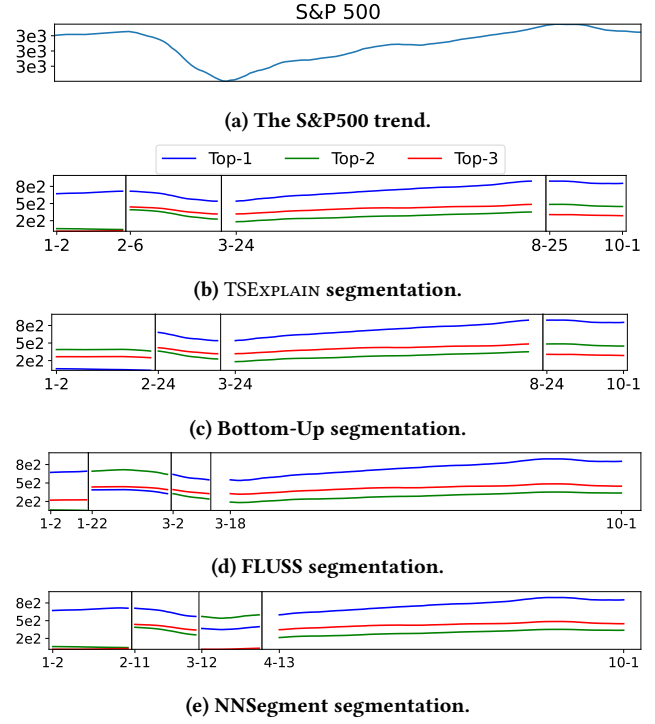 S&P 500
3e3
3e3
3e3
(a) The S&P500 trend.
Top-1 Top-2 Top-3
8e2
5e2
2e2
1-2 2-6 3-24 8-25 10-1
(b) TSExplain segmentation.
8e2
5e2
2e2
1-2 2-24 3-24 8-24 10-1
(c) Bottom-Up segmentation.
8e2
5e2
2e2
1-2 1-22 3-2 3-18 10-1
(d) FLUSS segmentation.
8e2
5e2
2e2
1-2 2-11 3-12 4-13 10-1
(e) NNSegment segmentation.